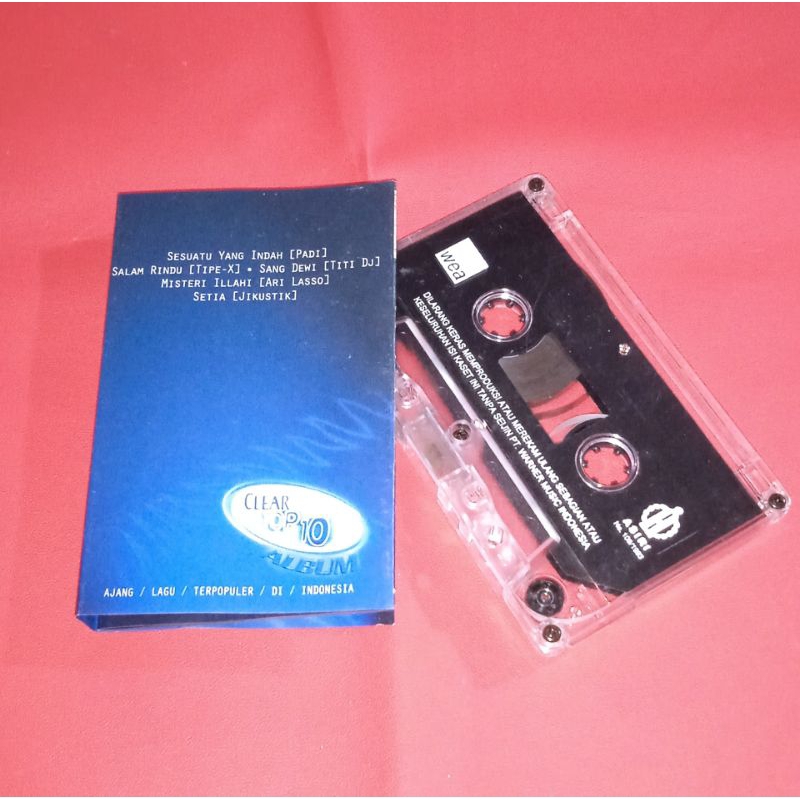 Sesuatu Yang Indah [Padi]
Salam Rindu [Tipe-X] • Sang Dewi [Titi DJ]
Misteri Illahi [Ari Lasso]
Setia [Jikustik]
CLEAR
TOP 10
ALBUM
AJANG / LAGU / TERPOPULER / DI / INDONESIA
wea
DILARANG KERAS MEMPRODUKSI ATAU MEREKAM ULANG SEBAGIAN ATAU
KESELURUHAN ISI KASET INI TANPA SEIJIN PT. WARNER MUSIC INDONESIA
ASIRI